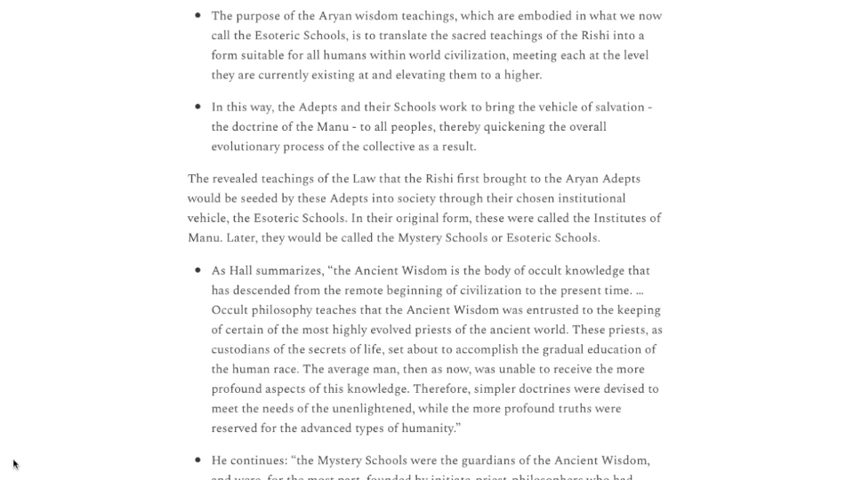 • The purpose of the Aryan wisdom teachings, which are embodied in what we now
call the Esoteric Schools, is to translate the sacred teachings of the Rishi into a
form suitable for all humans within world civilization, meeting each at the level
they are currently existing at and elevating them to a higher.
• In this way, the Adepts and their Schools work to bring the vehicle of salvation -
the doctrine of the Manu - to all peoples, thereby quickening the overall
evolutionary process of the collective as a result.
The revealed teachings of the Law that the Rishi first brought to the Aryan Adepts
would be seeded by these Adepts into society through their chosen institutional
vehicle, the Esoteric Schools. In their original form, these were called the Institutes of
Manu. Later, they would be called the Mystery Schools or Esoteric Schools.
• As Hall summarizes, “the Ancient Wisdom is the body of occult knowledge that
has descended from the remote beginning of civilization to the present time. …
Occult philosophy teaches that the Ancient Wisdom was entrusted to the keeping
of certain of the most highly evolved priests of the ancient world. These priests, as
custodians of the secrets of life, set about to accomplish the gradual education of
the human race. The average man, then as now, was unable to receive the more
profound aspects of this knowledge. Therefore, simpler doctrines were devised to
meet the needs of the unenlightened, while the more profound truths were
reserved for the advanced types of humanity.”
• He continues: “the Mystery Schools were the guardians of the Ancient Wisdom,
and were, for the most part, founded by initiate priest-philosophers who had